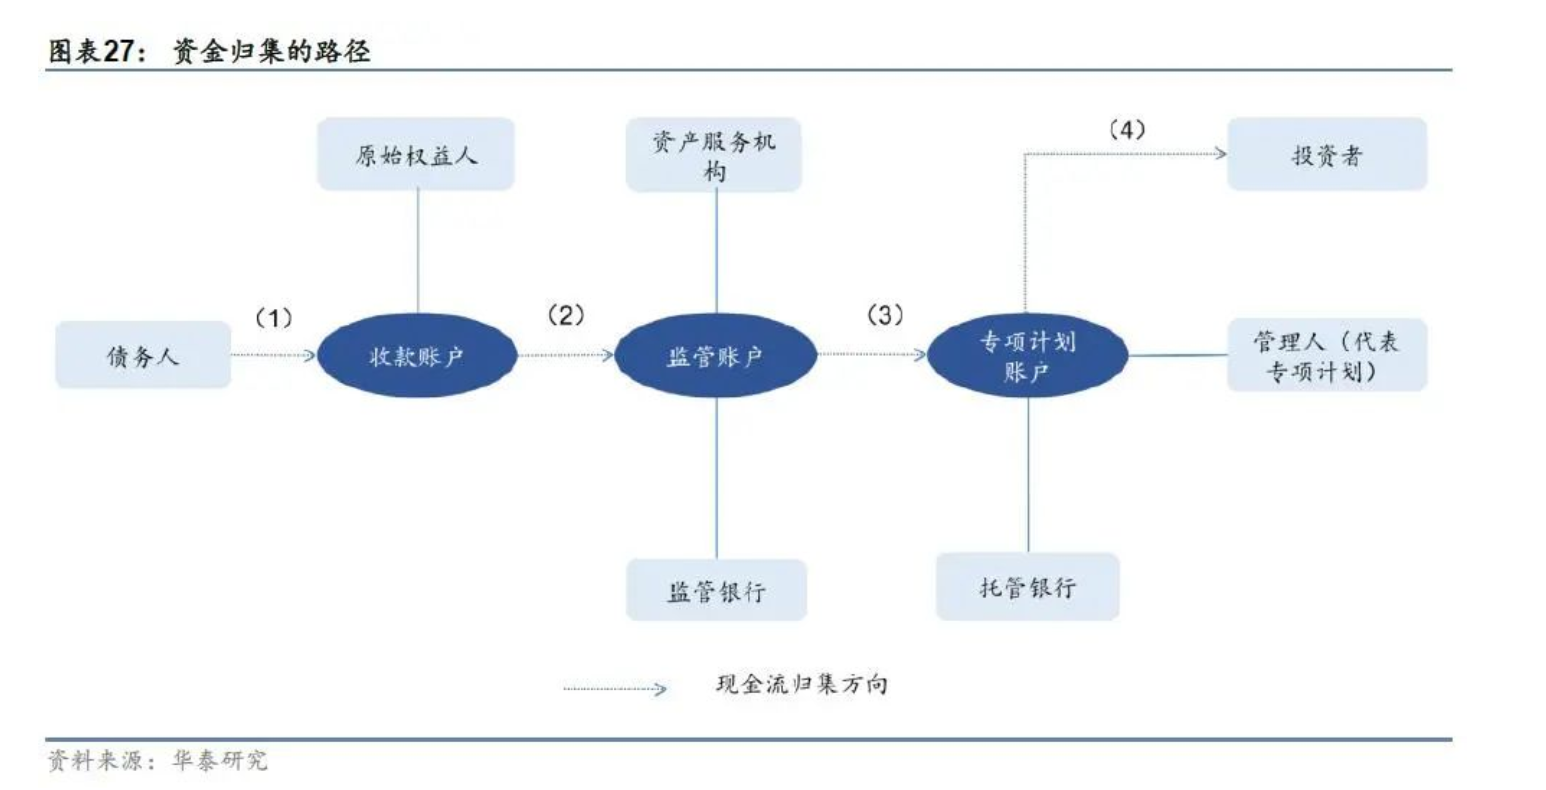 图表27： 资金归集的路径
原始权益人
资产服务机
构
（4）
投资者
（1）
（2）
（3）
债务人
收款账户
监管账户
专项计划
账户
管理人（代表
专项计划）
监管银行
托管银行
现金流归集方向
资料来源：华泰研究